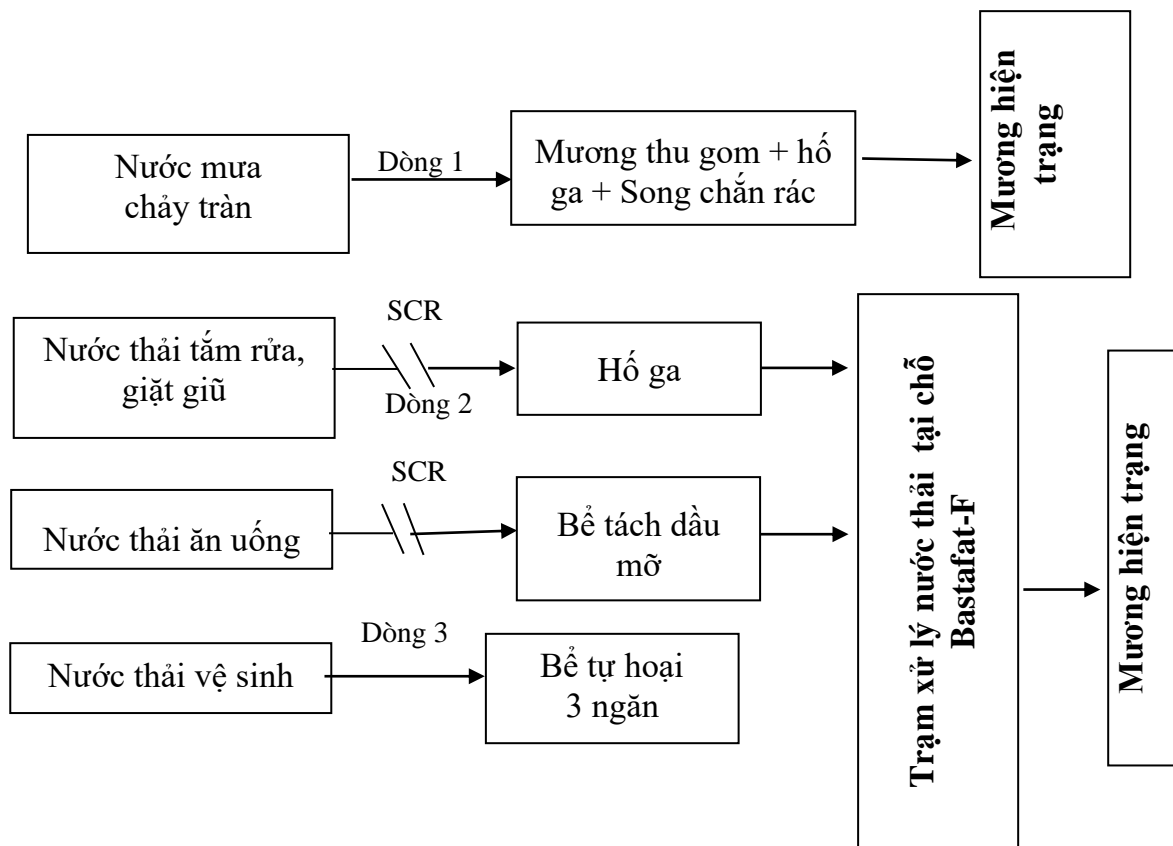 Nước mưa
chảy tràn
Dòng 1
Mương thu gom + hố
ga + Song chắn rác
Mương hiện
trạng
Nước thải tắm rửa,
giặt giũ
SCR
Dòng 2
Hố ga
Nước thải ăn uống
SCR
Bể tách dầu
mỡ
Nước thải vệ sinh
Dòng 3
Bể tự hoại
3 ngăn
Trạm xử lý nước thải tại chỗ
Bastafat-F
Mương hiện trạng